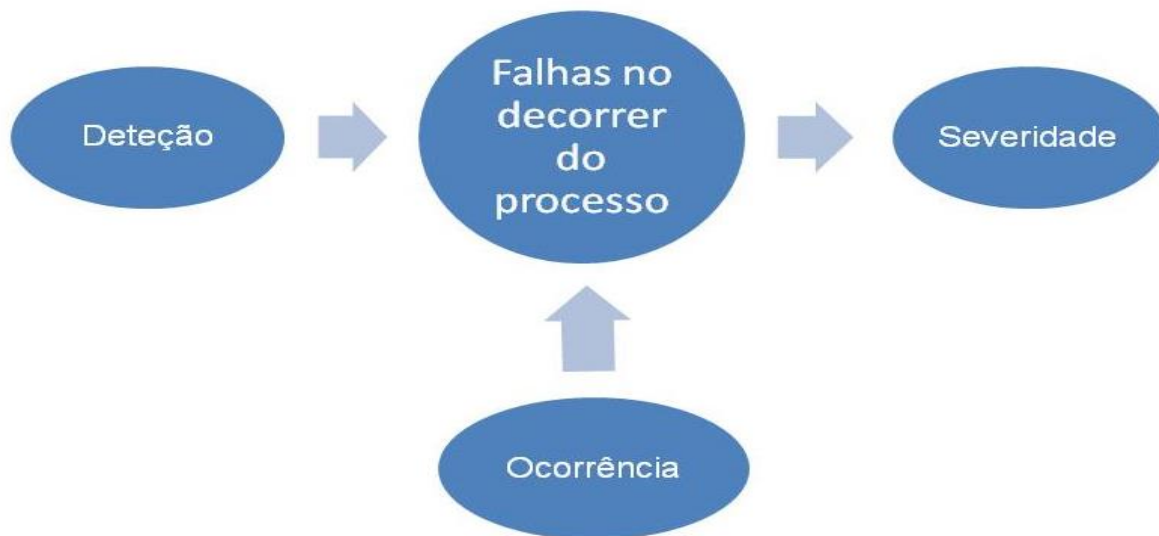 Deteção
Falhas no
decorrer
do
processo
Severidade
Ocorrência